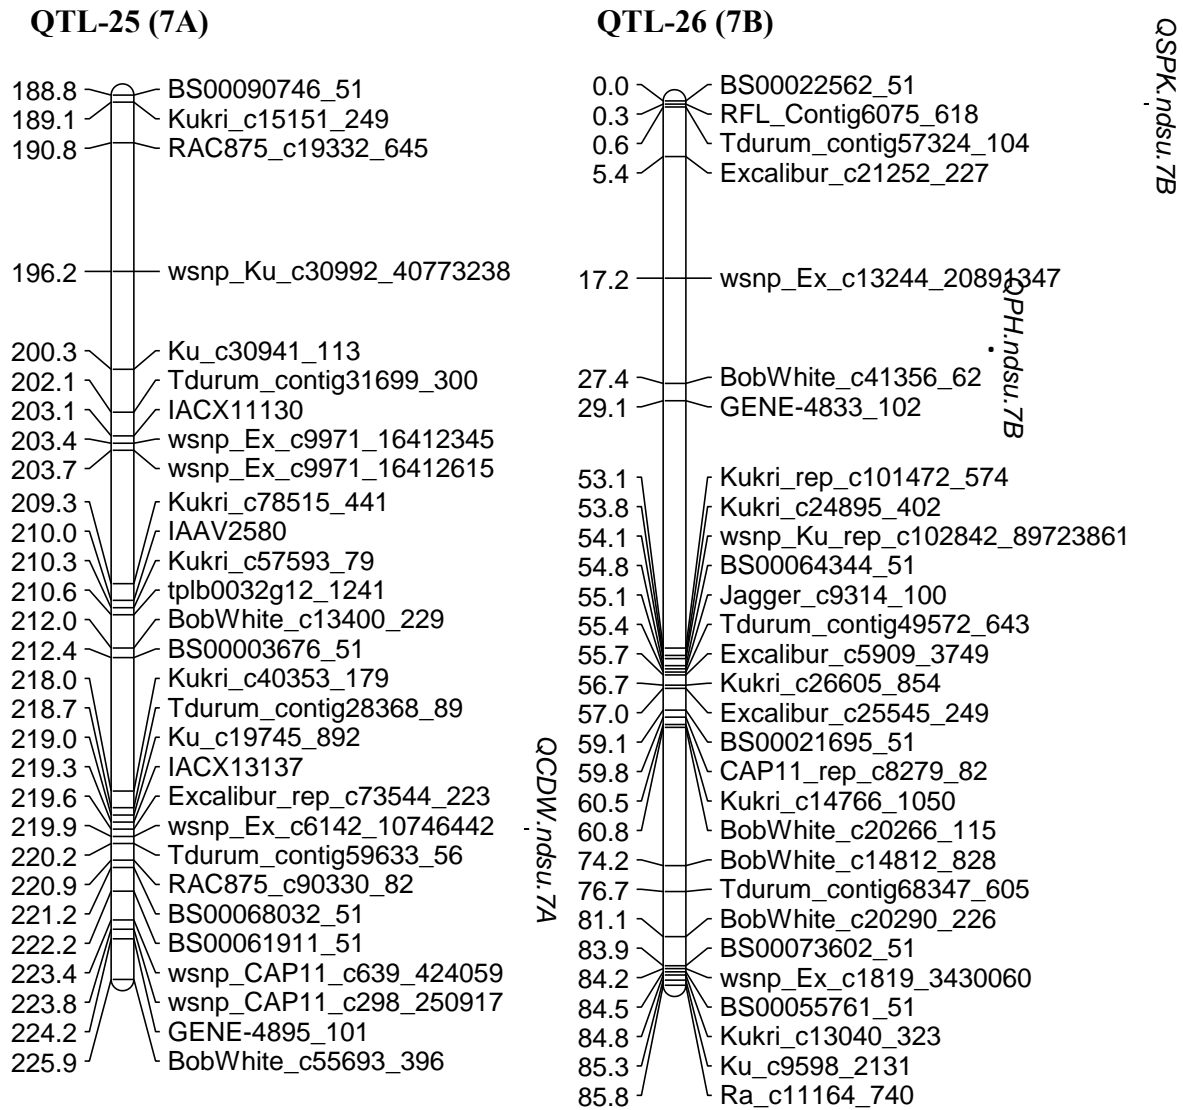 QTL-25 (7A)
188.8 BS00090746_51
189.1 Kukri_c15151_249
190.8 RAC875_c19332_645
196.2 wsnp_Ku_c30992_40773238
200.3 Ku_c30941_113
202.1 Tdurum_contig31699_300
203.1 IACX11130
203.4 wsnp_Ex_c9971_16412345
203.7 wsnp_Ex_c9971_16412615
209.3 Kukri_c78515_441
210.0 IAAV2580
210.3 Kukri_c57593_79
210.6 tplb0032g12_1241
212.0 BobWhite_c13400_229
212.4 BS00003676_51
218.0 Kukri_c40353_179
218.7 Tdurum_contig28368_89
219.0 Ku_c19745_892
219.3 IACX13137
219.6 Excalibur_rep_c73544_223
219.9 wsnp_Ex_c6142_10746442
220.2 Tdurum_contig59633_56
220.9 RAC875_c90330_82
221.2 BS00068032_51
222.2 BS00061911_51
223.4 wsnp_CAP11_c639_424059
223.8 wsnp_CAP11_c298_250917
224.2 GENE-4895_101
225.9 BobWhite_c55693_396
QCDW.ndsu.7A
QTL-26 (7B)
0.0 BS00022562_51
0.3 RFL_Contig6075_618
0.6 Tdurum_contig57324_104
5.4 Excalibur_c21252_227
17.2 wsnp_Ex_c13244_20891347
27.4 BobWhite_c41356_62
29.1 GENE-4833_102
53.1 Kukri_rep_c101472_574
53.8 Kukri_c24895_402
54.1 wsnp_Ku_rep_c102842_89723861
54.8 BS00064344_51
55.1 Jagger_c9314_100
55.4 Tdurum_contig49572_643
55.7 Excalibur_c5909_3749
56.7 Kukri_c26605_854
57.0 Excalibur_c25545_249
59.1 BS00021695_51
59.8 CAP11_rep_c8279_82
60.5 Kukri_c14766_1050
60.8 BobWhite_c20266_115
74.2 BobWhite_c14812_828
76.7 Tdurum_contig68347_605
81.1 BobWhite_c20290_226
83.9 BS00073602_51
84.2 wsnp_Ex_c1819_3430060
84.5 BS00055761_51
84.8 Kukri_c13040_323
85.3 Ku_c9598_2131
85.8 Ra_c11164_740
QPH.ndsu.7B
QSPK.ndsu.7B